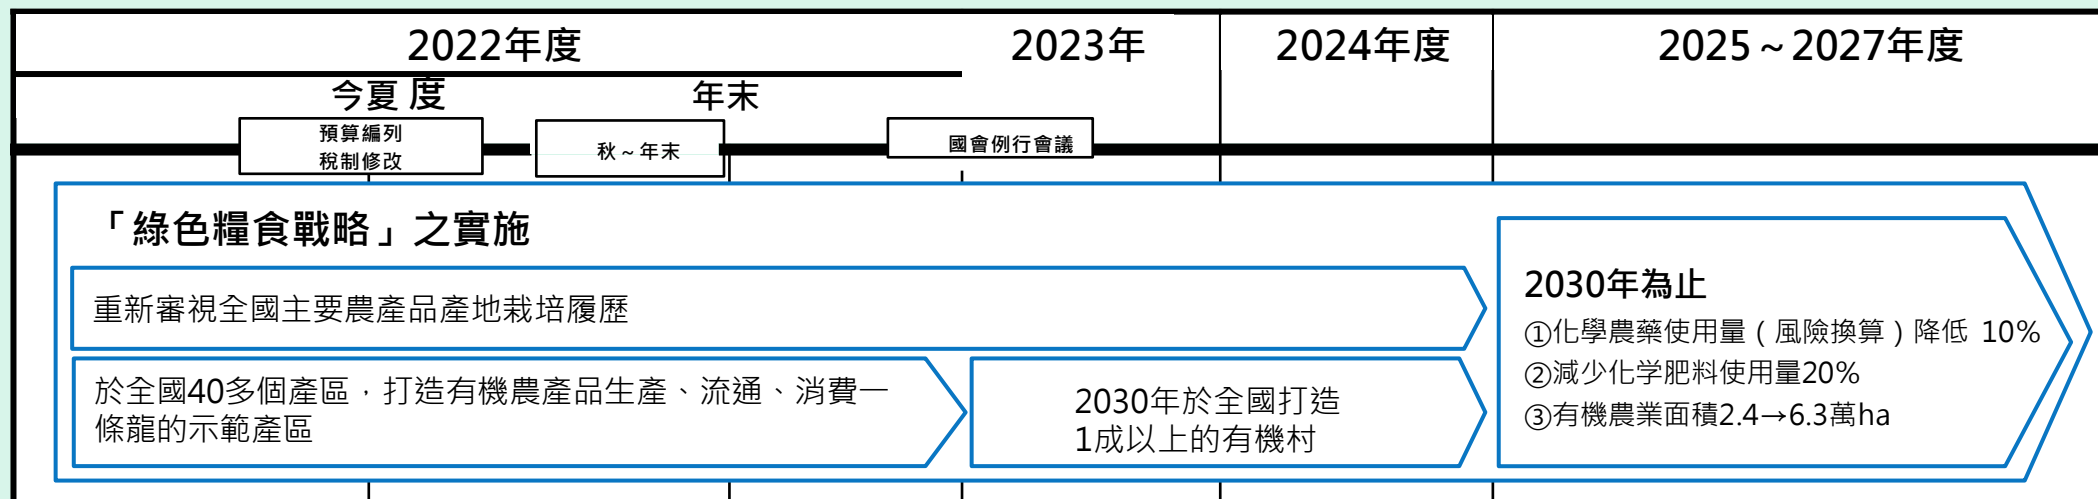 2022年度
2023年
2024年度
2025～2027年度
今夏 度
年末
預算編列
稅制修改
秋～年末
國會例行會議
「綠色糧食戰略」之實施
重新審視全國主要農產品產地栽培履歷
於全國40多個產區，打造有機農產品生產、流通、消費一
條龍的示範產區
2030年於全國打造
1成以上的有機村
2030年為止
①化學農藥使用量（風險換算）降低 10%
②減少化学肥料使用量20%
③有機農業面積2.4→6.3萬ha